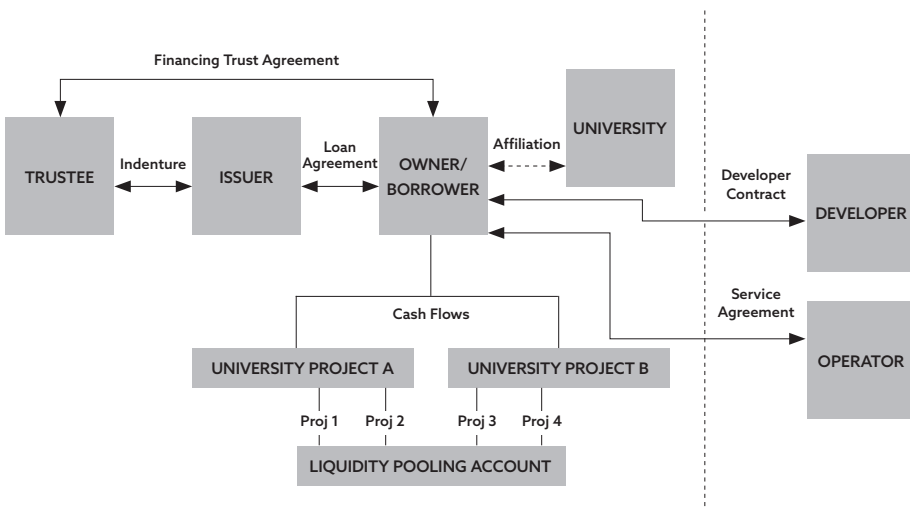 Financing Trust Agreement
TRUSTEE
Indenture
ISSUER
Loan
Agreement
OWNER/
BORROWER
Affiliation
UNIVERSITY
Developer
Contract
DEVELOPER
Service
Agreement
OPERATOR
Cash Flows
UNIVERSITY PROJECT A
UNIVERSITY PROJECT B
Proj 1
Proj 2
Proj 3
Proj 4
LIQUIDITY POOLING ACCOUNT